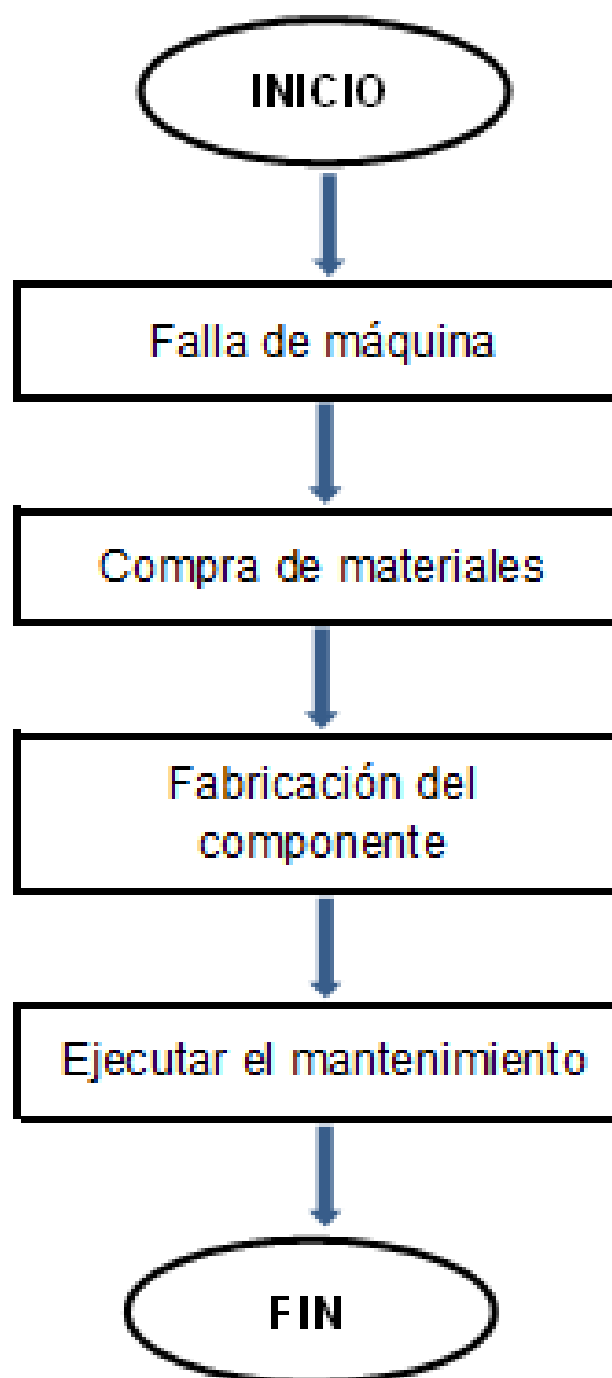 INICIO
Falla de máquina
Compra de materiales
Fabricación del
componente
Ejecutar el mantenimiento
FIN